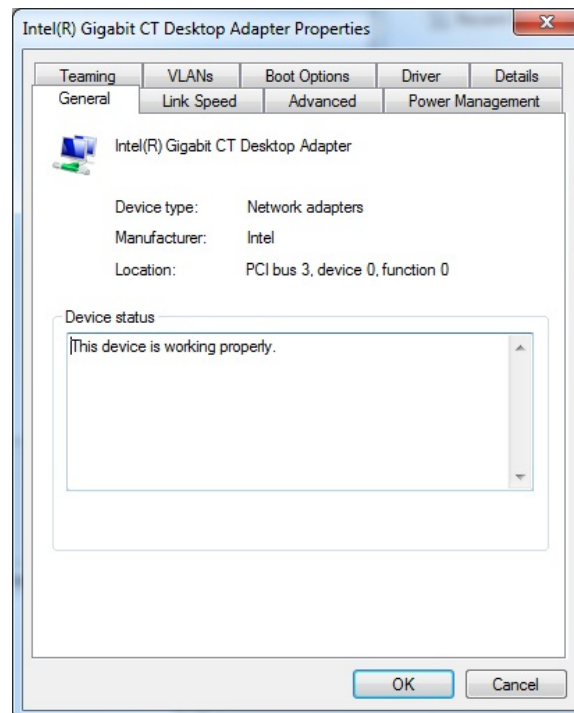 Intel(R) Gigabit CT Desktop Adapter Properties
Teaming VLANs Boot Options Driver Details
General Link Speed Advanced Power Management
Intel(R) Gigabit CT Desktop Adapter
Device type: Network adapters
Manufacturer: Intel
Location: PCI bus 3, device 0, function 0
Device status
This device is working properly.
OK Cancel